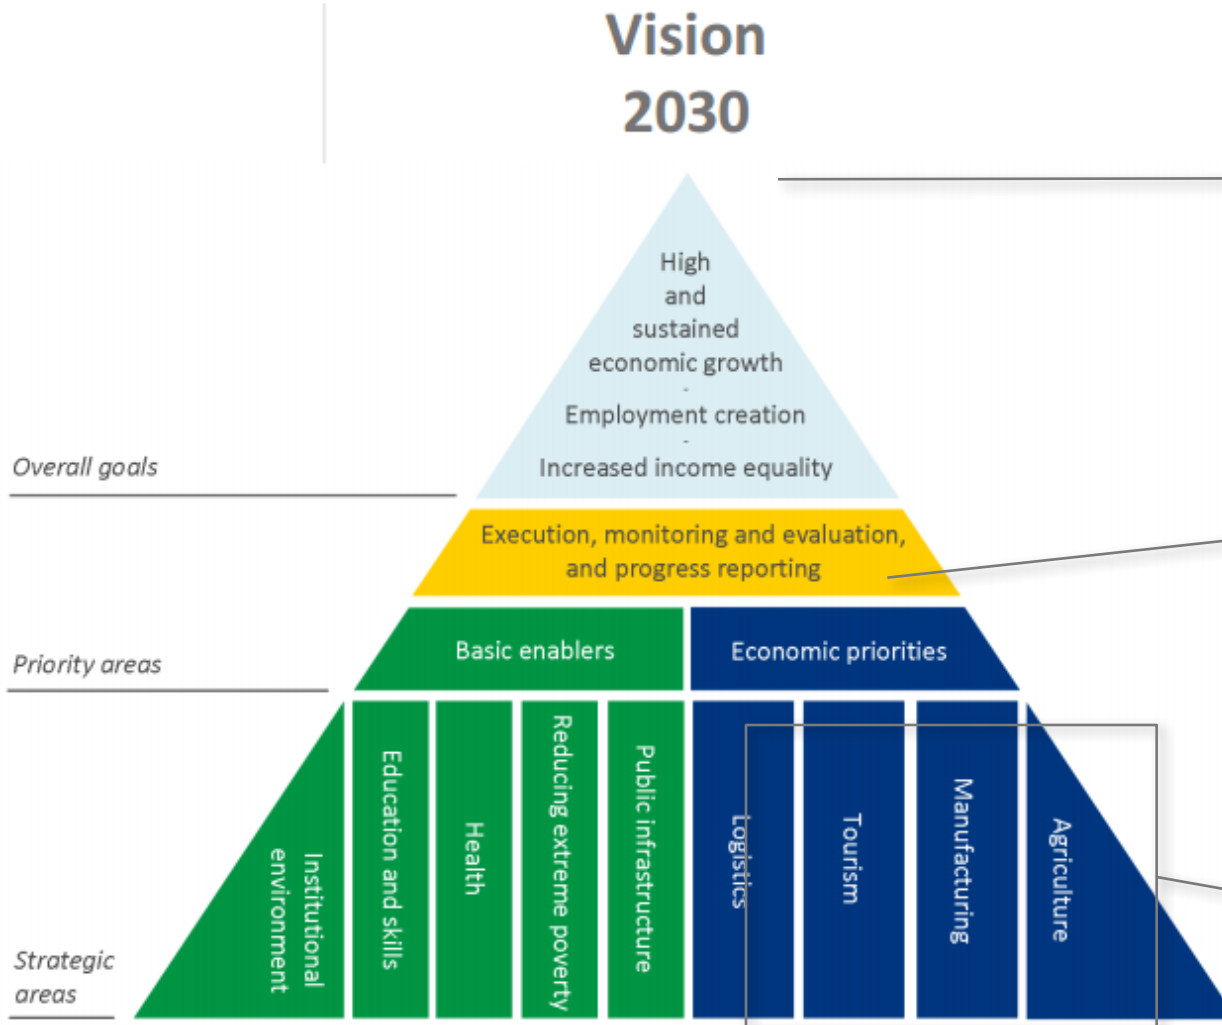 Vision
2030
High
and
sustained
economic growth
-
Employment creation
-
Increased income equality
Overall goals
Execution, monitoring and evaluation,
and progress reporting
Priority areas
Basic enablers
Economic priorities
Strategic
areas
Institutional
environment
Education and skills
Health
Reducing extreme poverty
Public infrastructure
Logistics
Tourism
Manufacturing
Agriculture